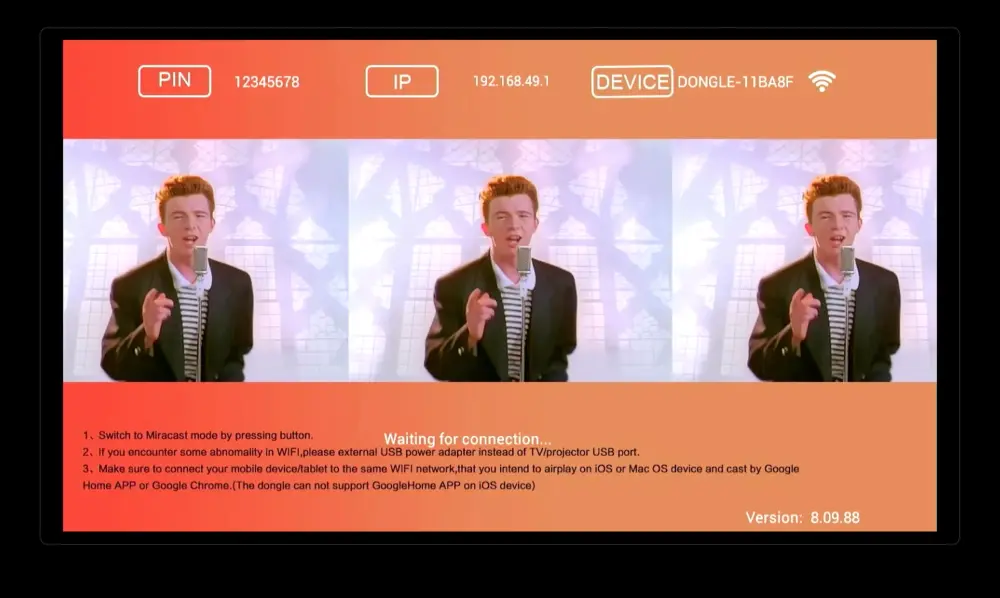 PIN 12345678 IP 192.168.49.1 DEVICE DONGLE-11BA8F
1、Switch to Miracast mode by pressing button.
Waiting for connection...
2、If you encounter some abnomality in WIFI,please external USB power adapter instead of TV/projector USB port.
3、Make sure to connect your mobile device/tablet to the same WIFI network,that you intend to airplay on iOS or Mac OS device and cast by Google
Home APP or Google Chrome.(The dongle can not support GoogleHome APP on iOS device)
Version: 8.09.88